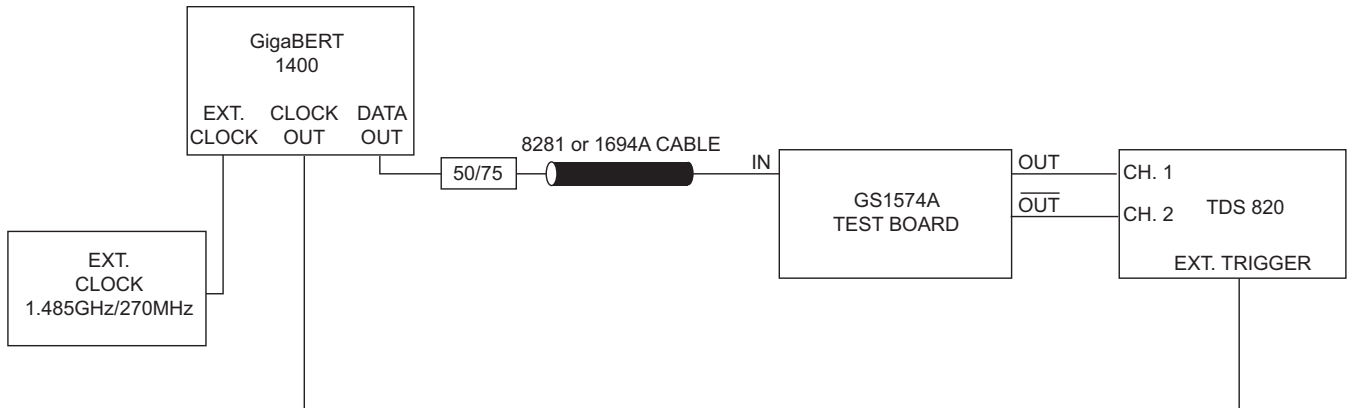 GigaBERT
1400
EXT. CLOCK DATA
CLOCK OUT OUT
8281 or 1694A CABLE
50/75
IN
GS1574A
TEST BOARD
OUT
OUT
CH. 1
CH. 2
TDS 820
EXT. TRIGGER
EXT.
CLOCK
1.485GHz/270MHz